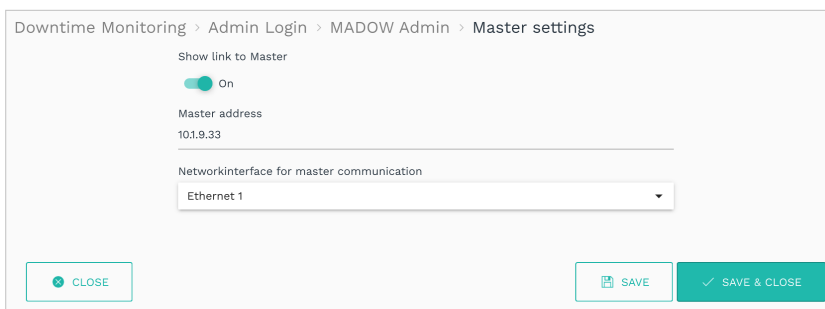 Downtime Monitoring > Admin Login > MADOW Admin > Master settings
Show link to Master
On
Master address
10.1.9.33
Networkinterface for master communication
Ethernet 1
CLOSE
SAVE
SAVE & CLOSE